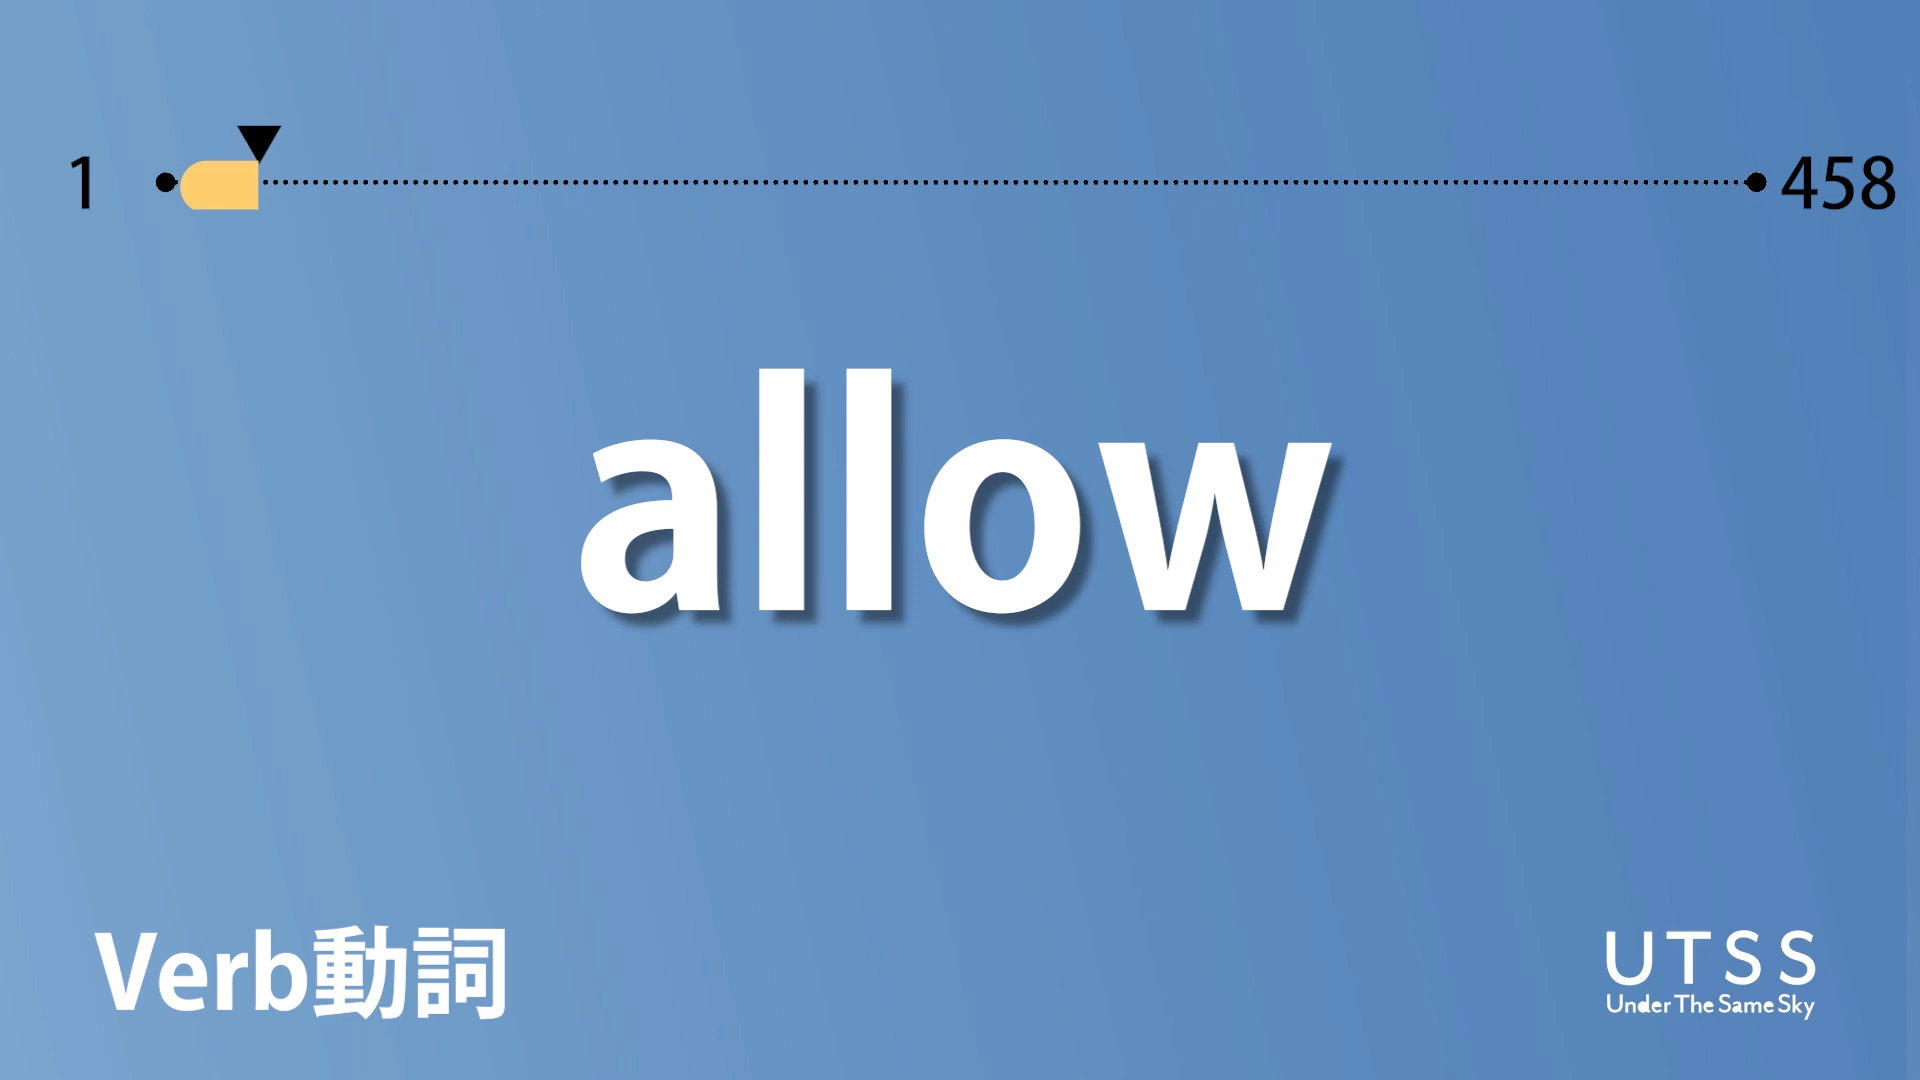 1
458
allow
Verb動詞
UTSS
Under The Same Sky